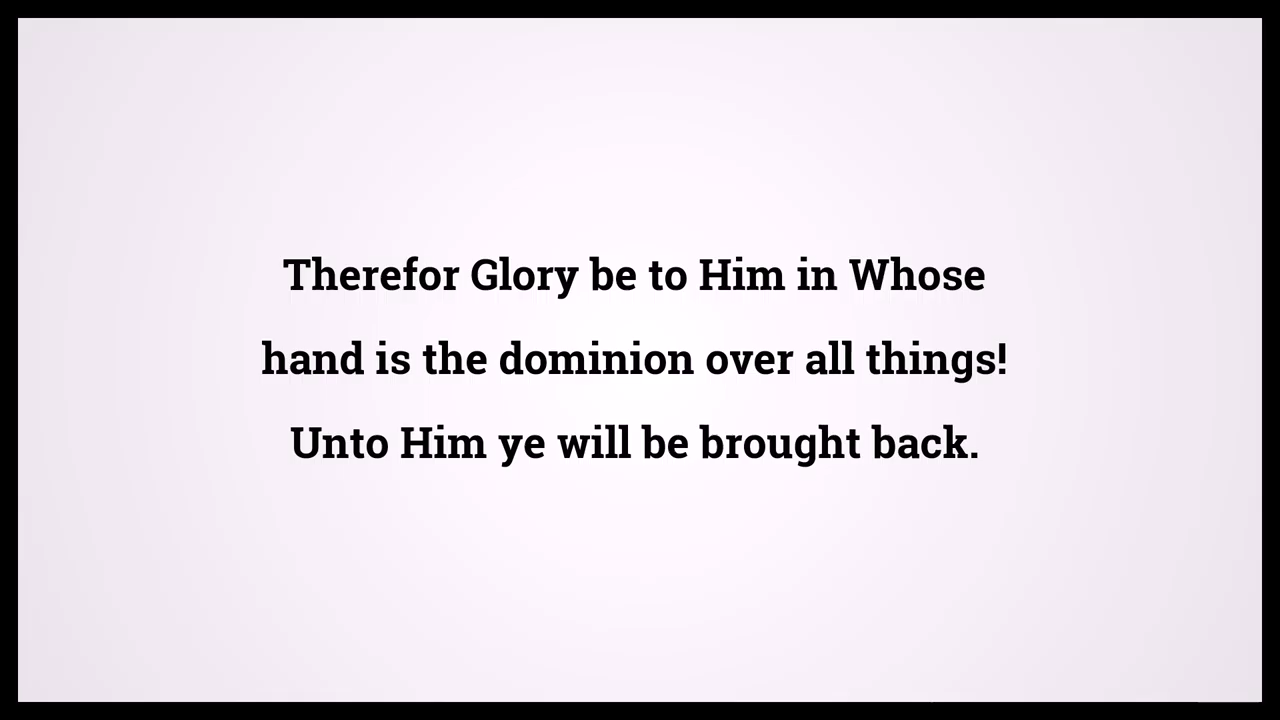 Therefor Glory be to Him in Whose
hand is the dominion over all things!
Unto Him ye will be brought back.